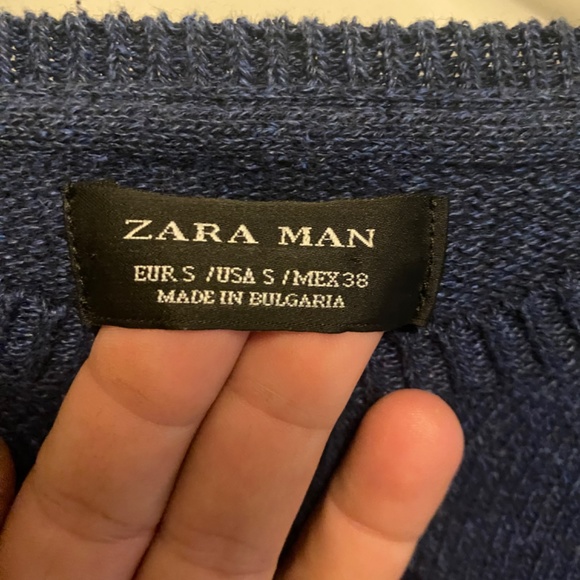 ZARA MAN
EUR S / USA S / MEX 38
MADE IN BULGARIA